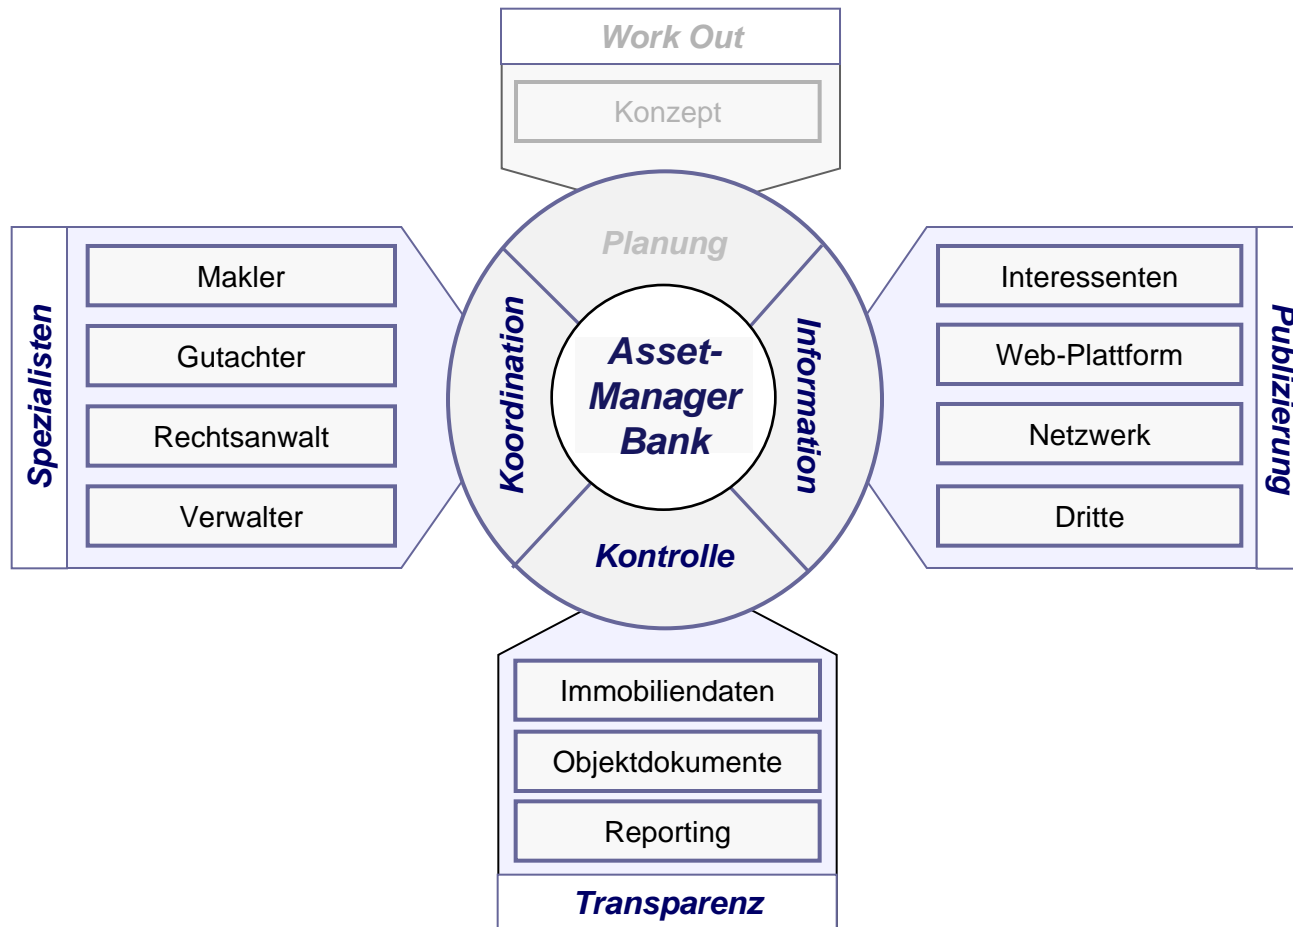 Work Out
Konzept
Planung
Spezialisten
Makler
Gutachter
Rechtsanwalt
Verwalter
Koordination
Asset-
Manager
Bank
Information
Kontrolle
Interessenten
Web-Plattform
Netzwerk
Dritte
Publizierung
Immobiliendaten
Objektdokumente
Reporting
Transparenz